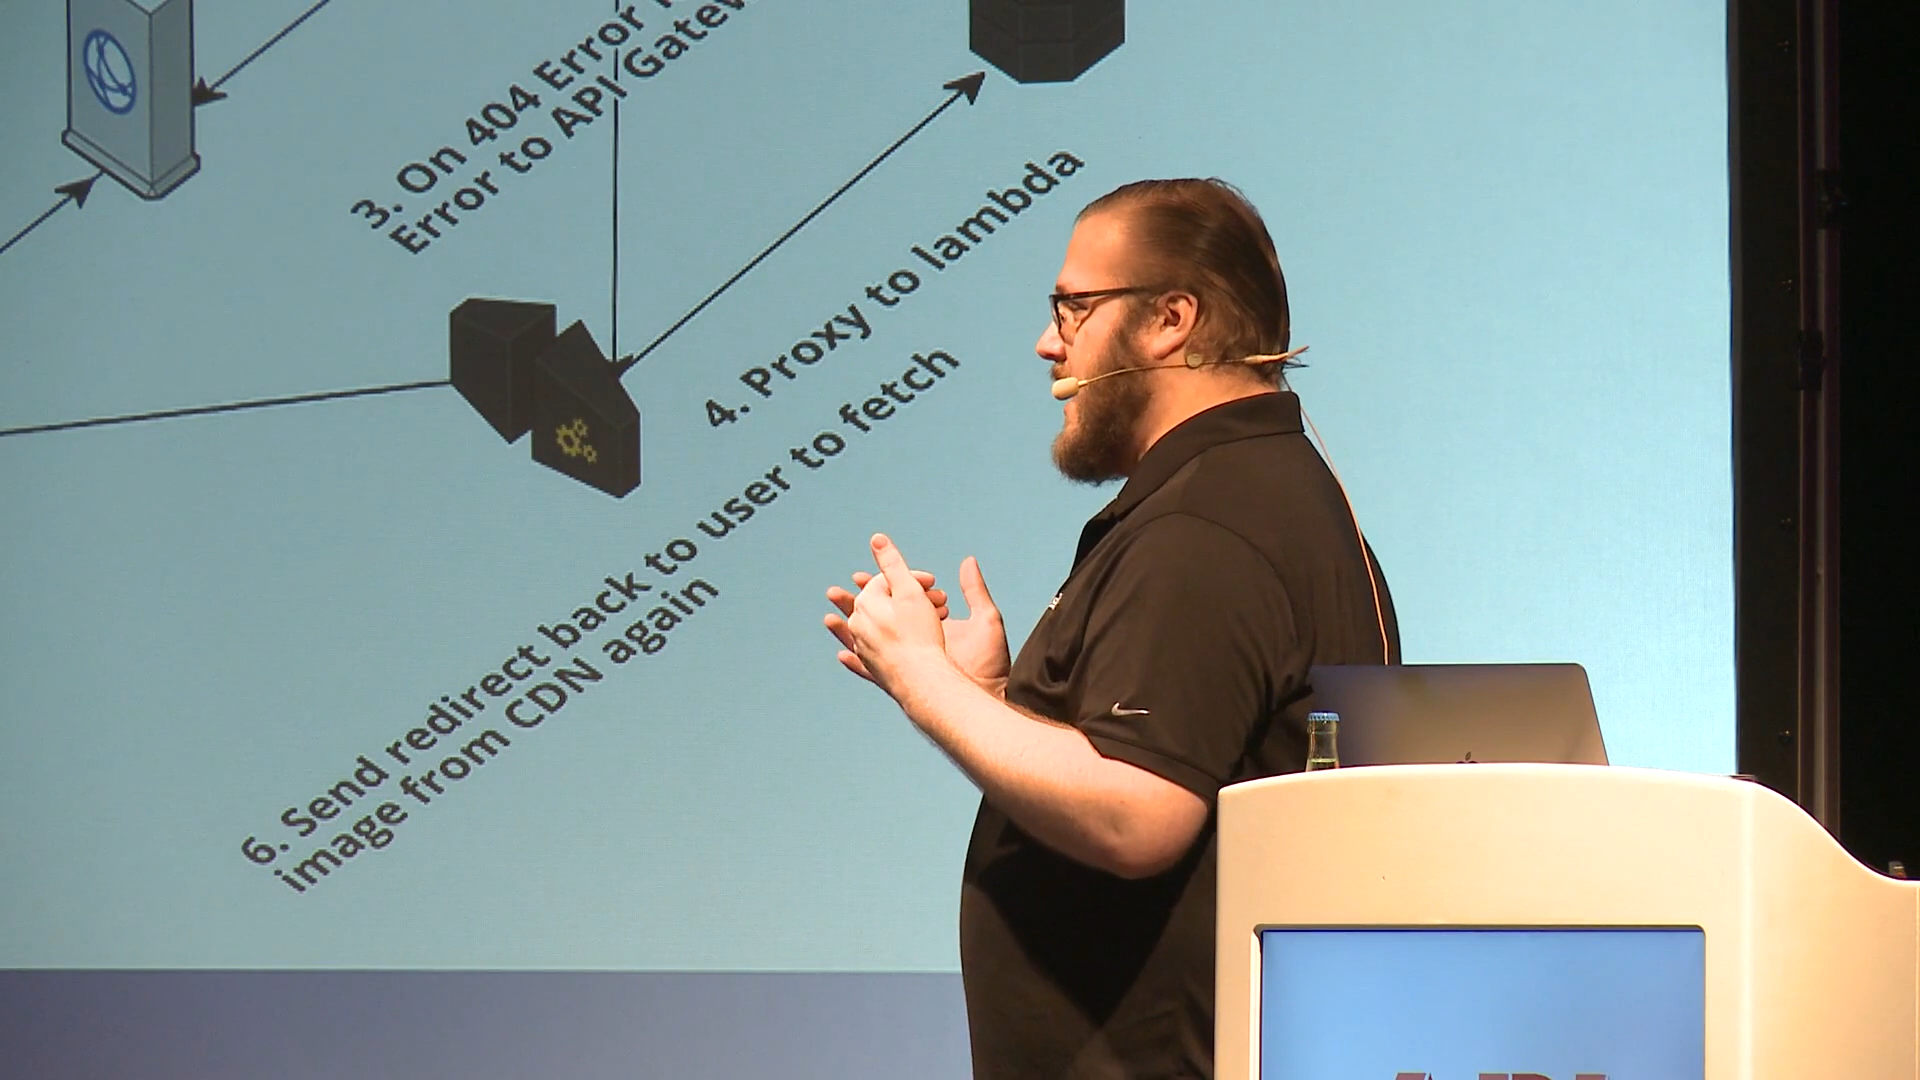 3. On 404 Error
Error to API
4. Proxy to lambda
6. Send redirect back to user to fetch
image from CDN again